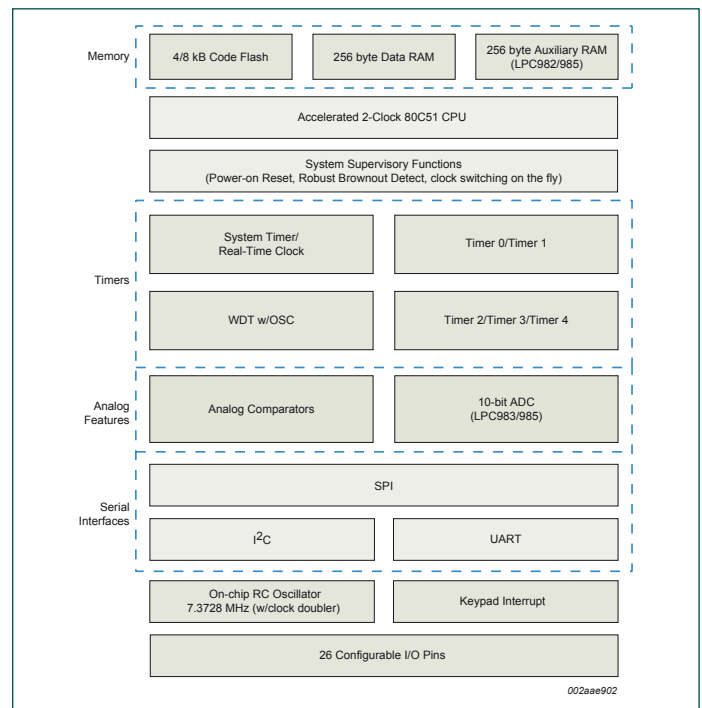 Memory
4/8 kB Code Flash
256 byte Data RAM
256 byte Auxiliary RAM
(LPC982/985)
Accelerated 2-Clock 80C51 CPU
System Supervisory Functions
(Power-on Reset, Robust Brownout Detect, clock switching on the fly)
Timers
System Timer/
Real-Time Clock
Timer 0/Timer 1
WDT w/OSC
Timer 2/Timer 3/Timer 4
Analog
Features
Analog Comparators
10-bit ADC
(LPC983/985)
Serial
Interfaces
SPI
I2C
UART
On-chip RC Oscillator
7.3728 MHz (w/clock doubler)
Keypad Interrupt
26 Configurable I/O Pins
002aae902